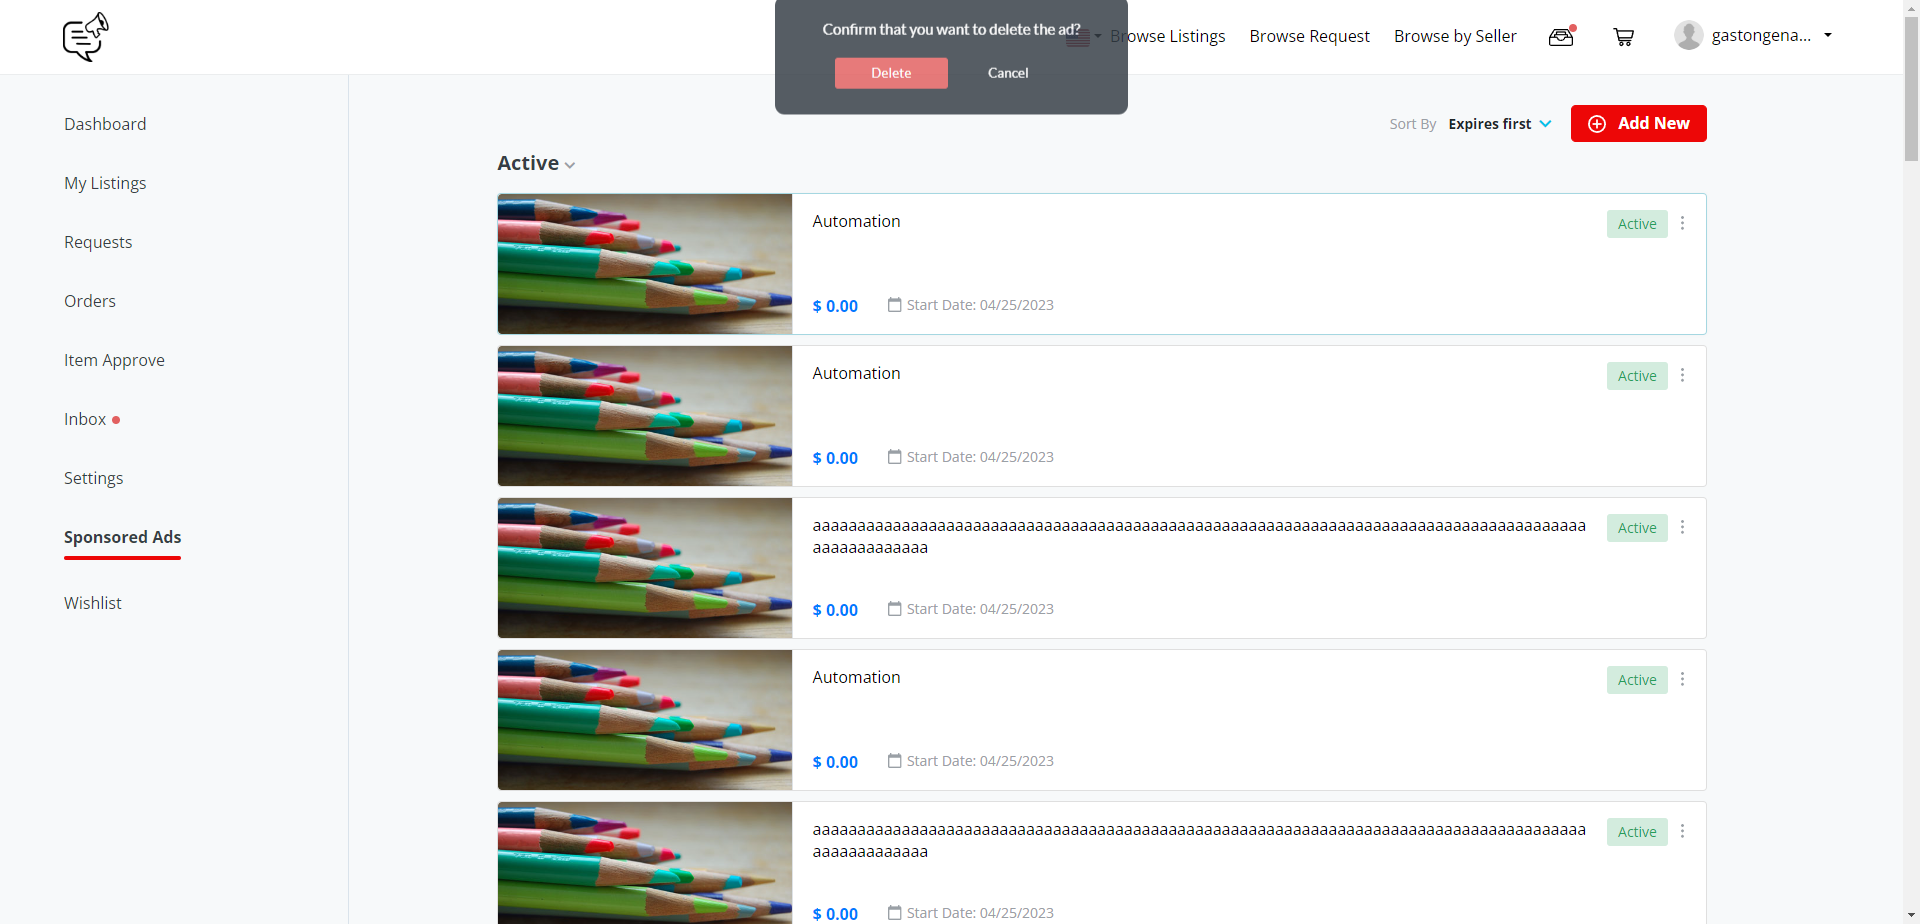 Confirm that you want to delete the ad?
Delete
Cancel
Browse Listings
Browse Request
Browse by Seller
gastongena...
Dashboard
My Listings
Requests
Orders
Item Approve
Inbox
Settings
Sponsored Ads
Wishlist
Sort By Expires first
Add New
Active
Automation
Active
$ 0.00
Start Date: 04/25/2023
Automation
Active
$ 0.00
Start Date: 04/25/2023
aaaaaaaaaaaaaaaaaaaaaaaaaaaaaaaaaaaaaaaaaaaaaaaaaaaaaaaaaaaaaaaaaaaaaaaaaaaaaaaaaaaaaaa
aaaaaaaaaaaaa
Active
$ 0.00
Start Date: 04/25/2023
Automation
Active
$ 0.00
Start Date: 04/25/2023
aaaaaaaaaaaaaaaaaaaaaaaaaaaaaaaaaaaaaaaaaaaaaaaaaaaaaaaaaaaaaaaaaaaaaaaaaaaaaaaaaaaaaaa
aaaaaaaaaaaaa
Active
$ 0.00
Start Date: 04/25/2023